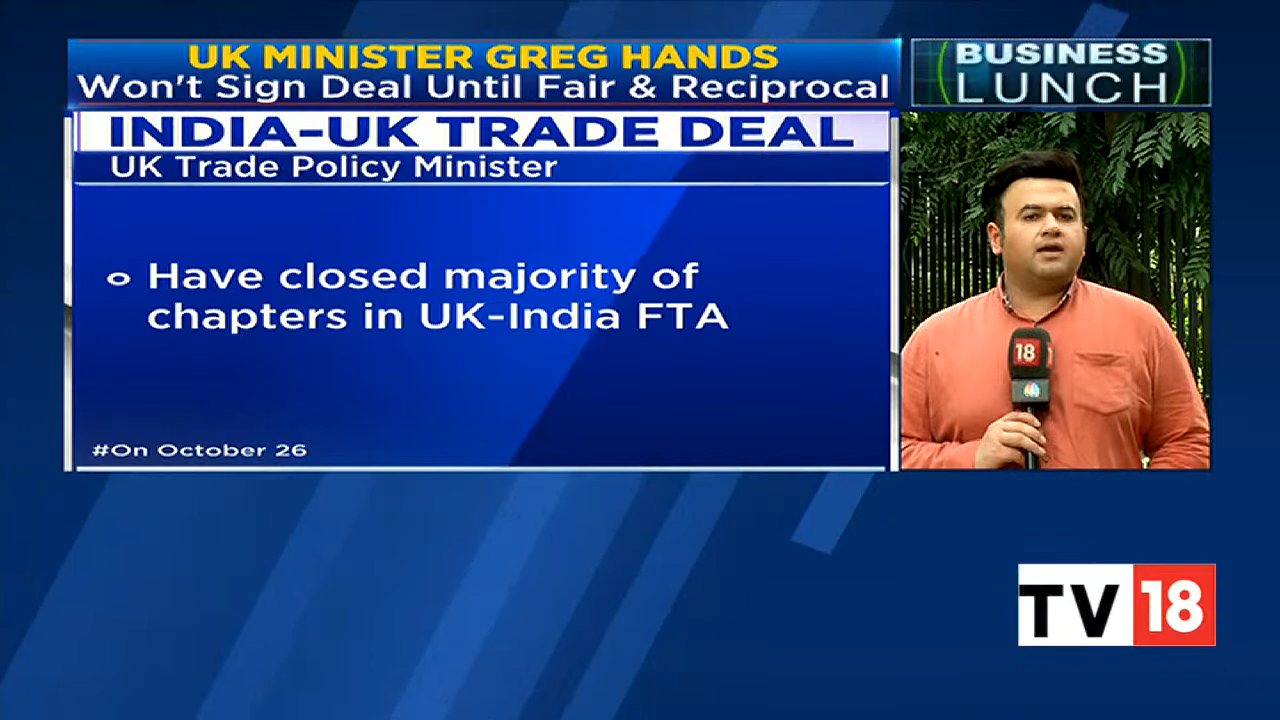 UK MINISTER GREG HANDS
Won't Sign Deal Until Fair & Reciprocal
BUSINESS
LUNCH
INDIA-UK TRADE DEAL
UK Trade Policy Minister
Have closed majority of
chapters in UK-India FTA
#On October 26
18
TV18